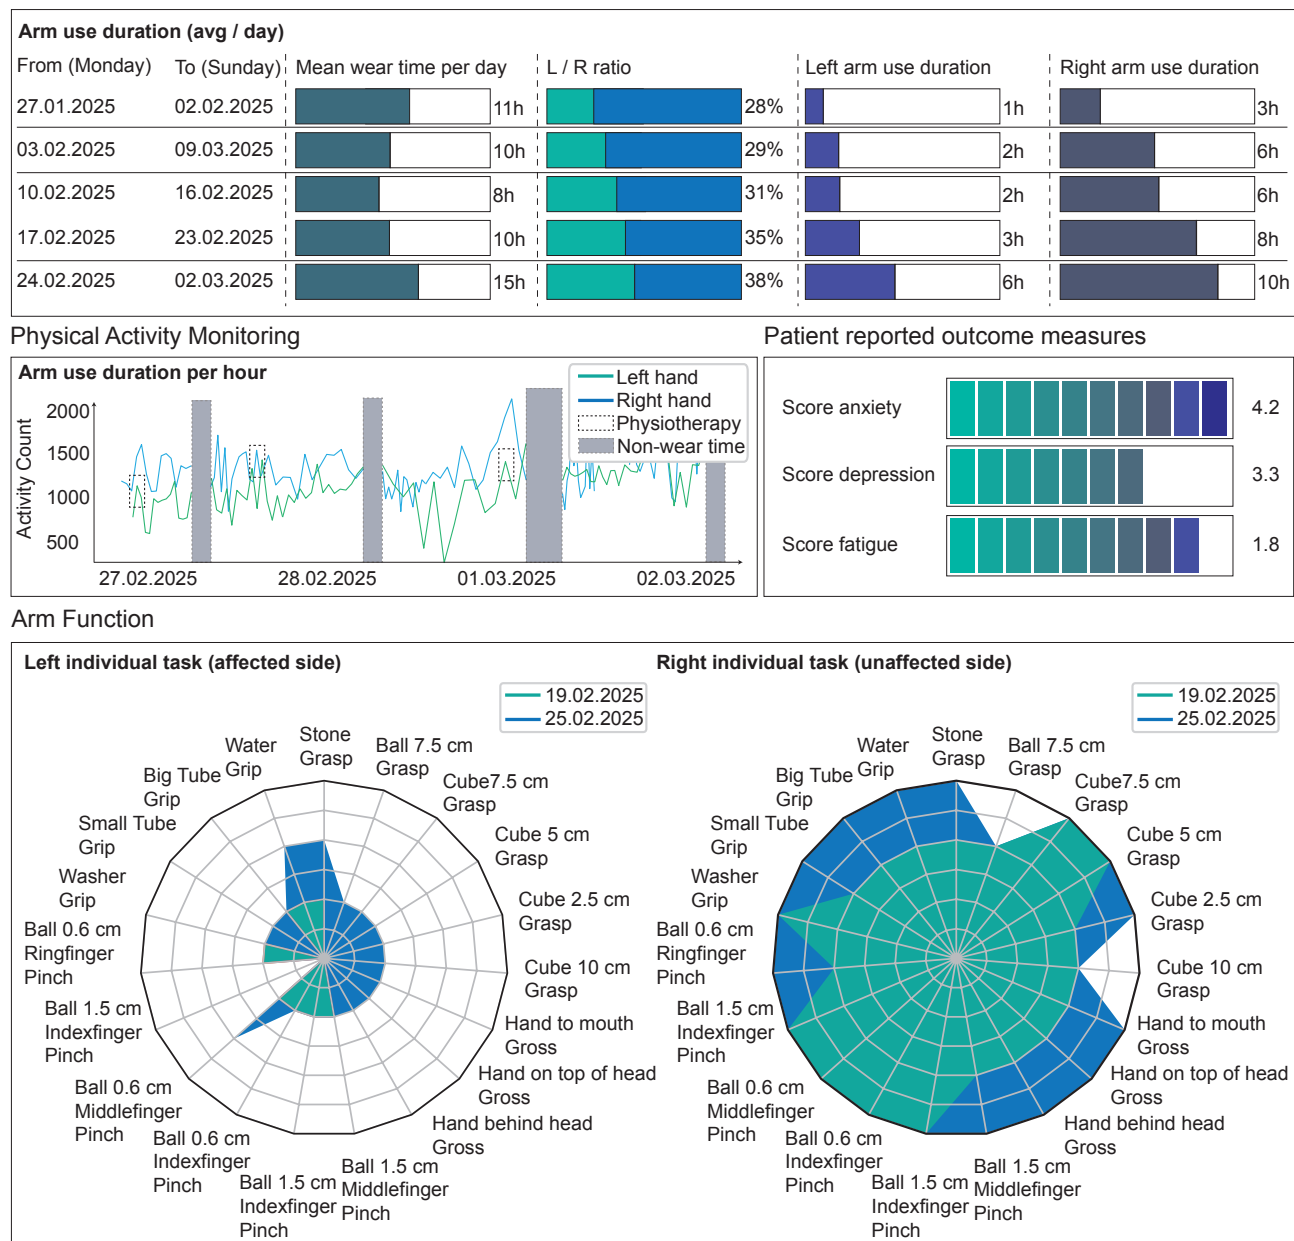 Arm use duration (avg / day)
From (Monday) To (Sunday) Mean wear time per day L / R ratio Left arm use duration Right arm use duration
27.01.2025 02.02.2025 11h 28% 1h 3h
03.02.2025 09.03.2025 10h 29% 2h 6h
10.02.2025 16.02.2025 8h 31% 2h 6h
17.02.2025 23.02.2025 10h 35% 3h 8h
24.02.2025 02.03.2025 15h 38% 6h 10h
Physical Activity Monitoring
Arm use duration per hour
Left hand
Right hand
Physiotherapy
Non-wear time
Activity Count
2000
1500
1000
500
27.02.2025 28.02.2025 01.03.2025 02.03.2025
Patient reported outcome measures
Score anxiety 4.2
Score depression 3.3
Score fatigue 1.8
Arm Function
Left individual task (affected side)
19.02.2025
25.02.2025
Stone
Grasp
Ball 7.5 cm
Grasp
Cube7.5 cm
Grasp
Cube 5 cm
Grasp
Cube 2.5 cm
Grasp
Cube 10 cm
Grasp
Hand to mouth
Gross
Hand on top of head
Gross
Hand behind head
Gross
Ball 1.5 cm
Middlefinger
Pinch
Ball 1.5 cm
Indexfinger
Pinch
Ball 0.6 cm
Indexfinger
Pinch
Ball 0.6 cm
Middlefinger
Pinch
Ball 1.5 cm
Indexfinger
Pinch
Ball 0.6 cm
Ringfinger
Pinch
Washer
Grip
Small Tube
Grip
Big Tube
Grip
Water
Grip
Right individual task (unaffected side)
19.02.2025
25.02.2025
Stone
Grasp
Ball 7.5 cm
Grasp
Cube7.5 cm
Grasp
Cube 5 cm
Grasp
Cube 2.5 cm
Grasp
Cube 10 cm
Grasp
Hand to mouth
Gross
Hand on top of head
Gross
Hand behind head
Gross
Ball 1.5 cm
Middlefinger
Pinch
Ball 1.5 cm
Indexfinger
Pinch
Ball 0.6 cm
Indexfinger
Pinch
Ball 0.6 cm
Middlefinger
Pinch
Ball 1.5 cm
Indexfinger
Pinch
Ball 0.6 cm
Ringfinger
Pinch
Washer
Grip
Small Tube
Grip
Big Tube
Grip
Water
Grip